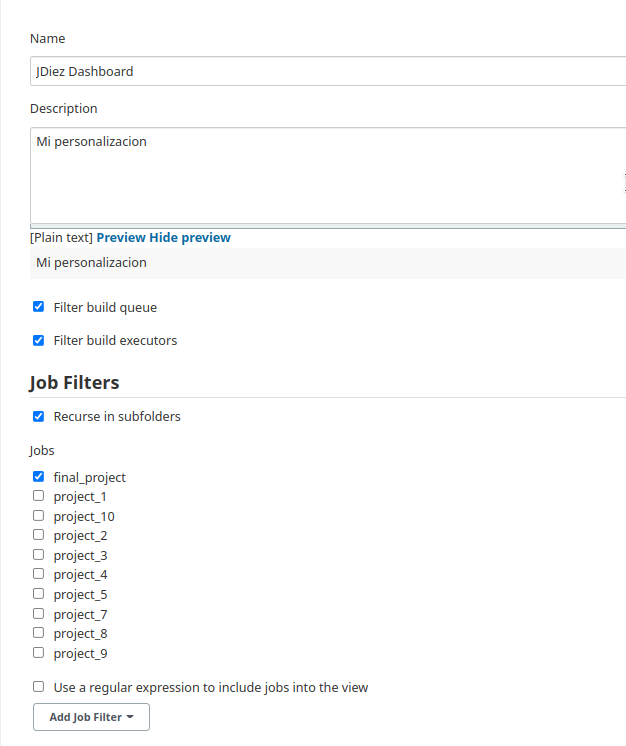 Name
JDiez Dashboard
Description
Mi personalizacion
[Plain text] Preview Hide preview
Mi personalizacion
Filter build queue
Filter build executors
Job Filters
Recurse in subfolders
Jobs
final_project
project_1
project_10
project_2
project_3
project_4
project_5
project_7
project_8
project_9
Use a regular expression to include jobs into the view
Add Job Filter